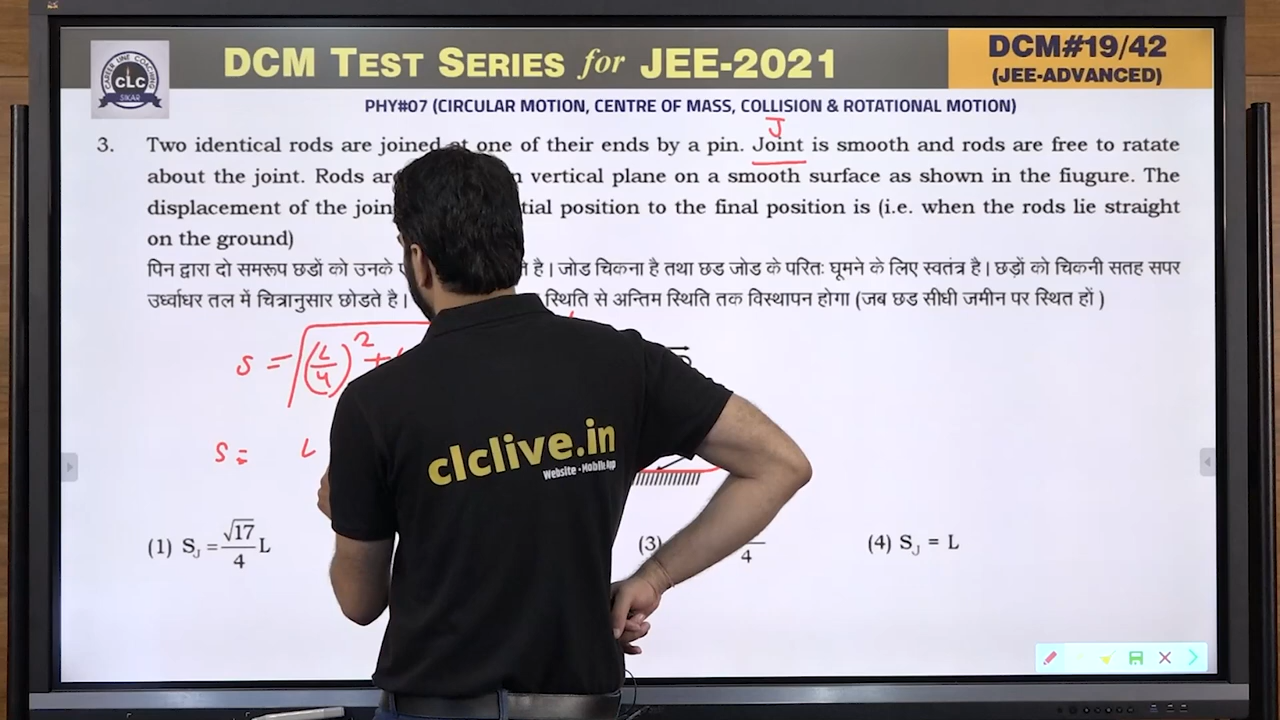 DCM TEST SERIES for JEE-2021
DCM#19/42
(JEE-ADVANCED)
CAREER LINE COACHING
CLC
SIKAR
PHY#07 (CIRCULAR MOTION, CENTRE OF MASS, COLLISION & ROTATIONAL MOTION)
J
3. Two identical rods are joined at one of their ends by a pin. Joint is smooth and rods are free to ratate
about the joint. Rods vertical plane on a smooth surface as shown in the fiugure. The
displacement of the position to the final position is (i.e. when the rods lie straight
on the ground)
पिन द्वारा दो समरूप छडों को उनके है। जोड चिकना है तथा छड जोड के परितः घूमने के लिए स्वतंत्र है। छड़ों को चिकनी सतह सपर
उर्ध्वाधर तल में चित्रानुसार छोडते है। स्थिति से अन्तिम स्थिति तक विस्थापन होगा (जब छड सीधी जमीन पर स्थित हों )
S = √(L/4)² +
S = L
clclive.in
Website • Mobile App
(1) S_J = √17/4 L
(3) 4
(4) S_J = L